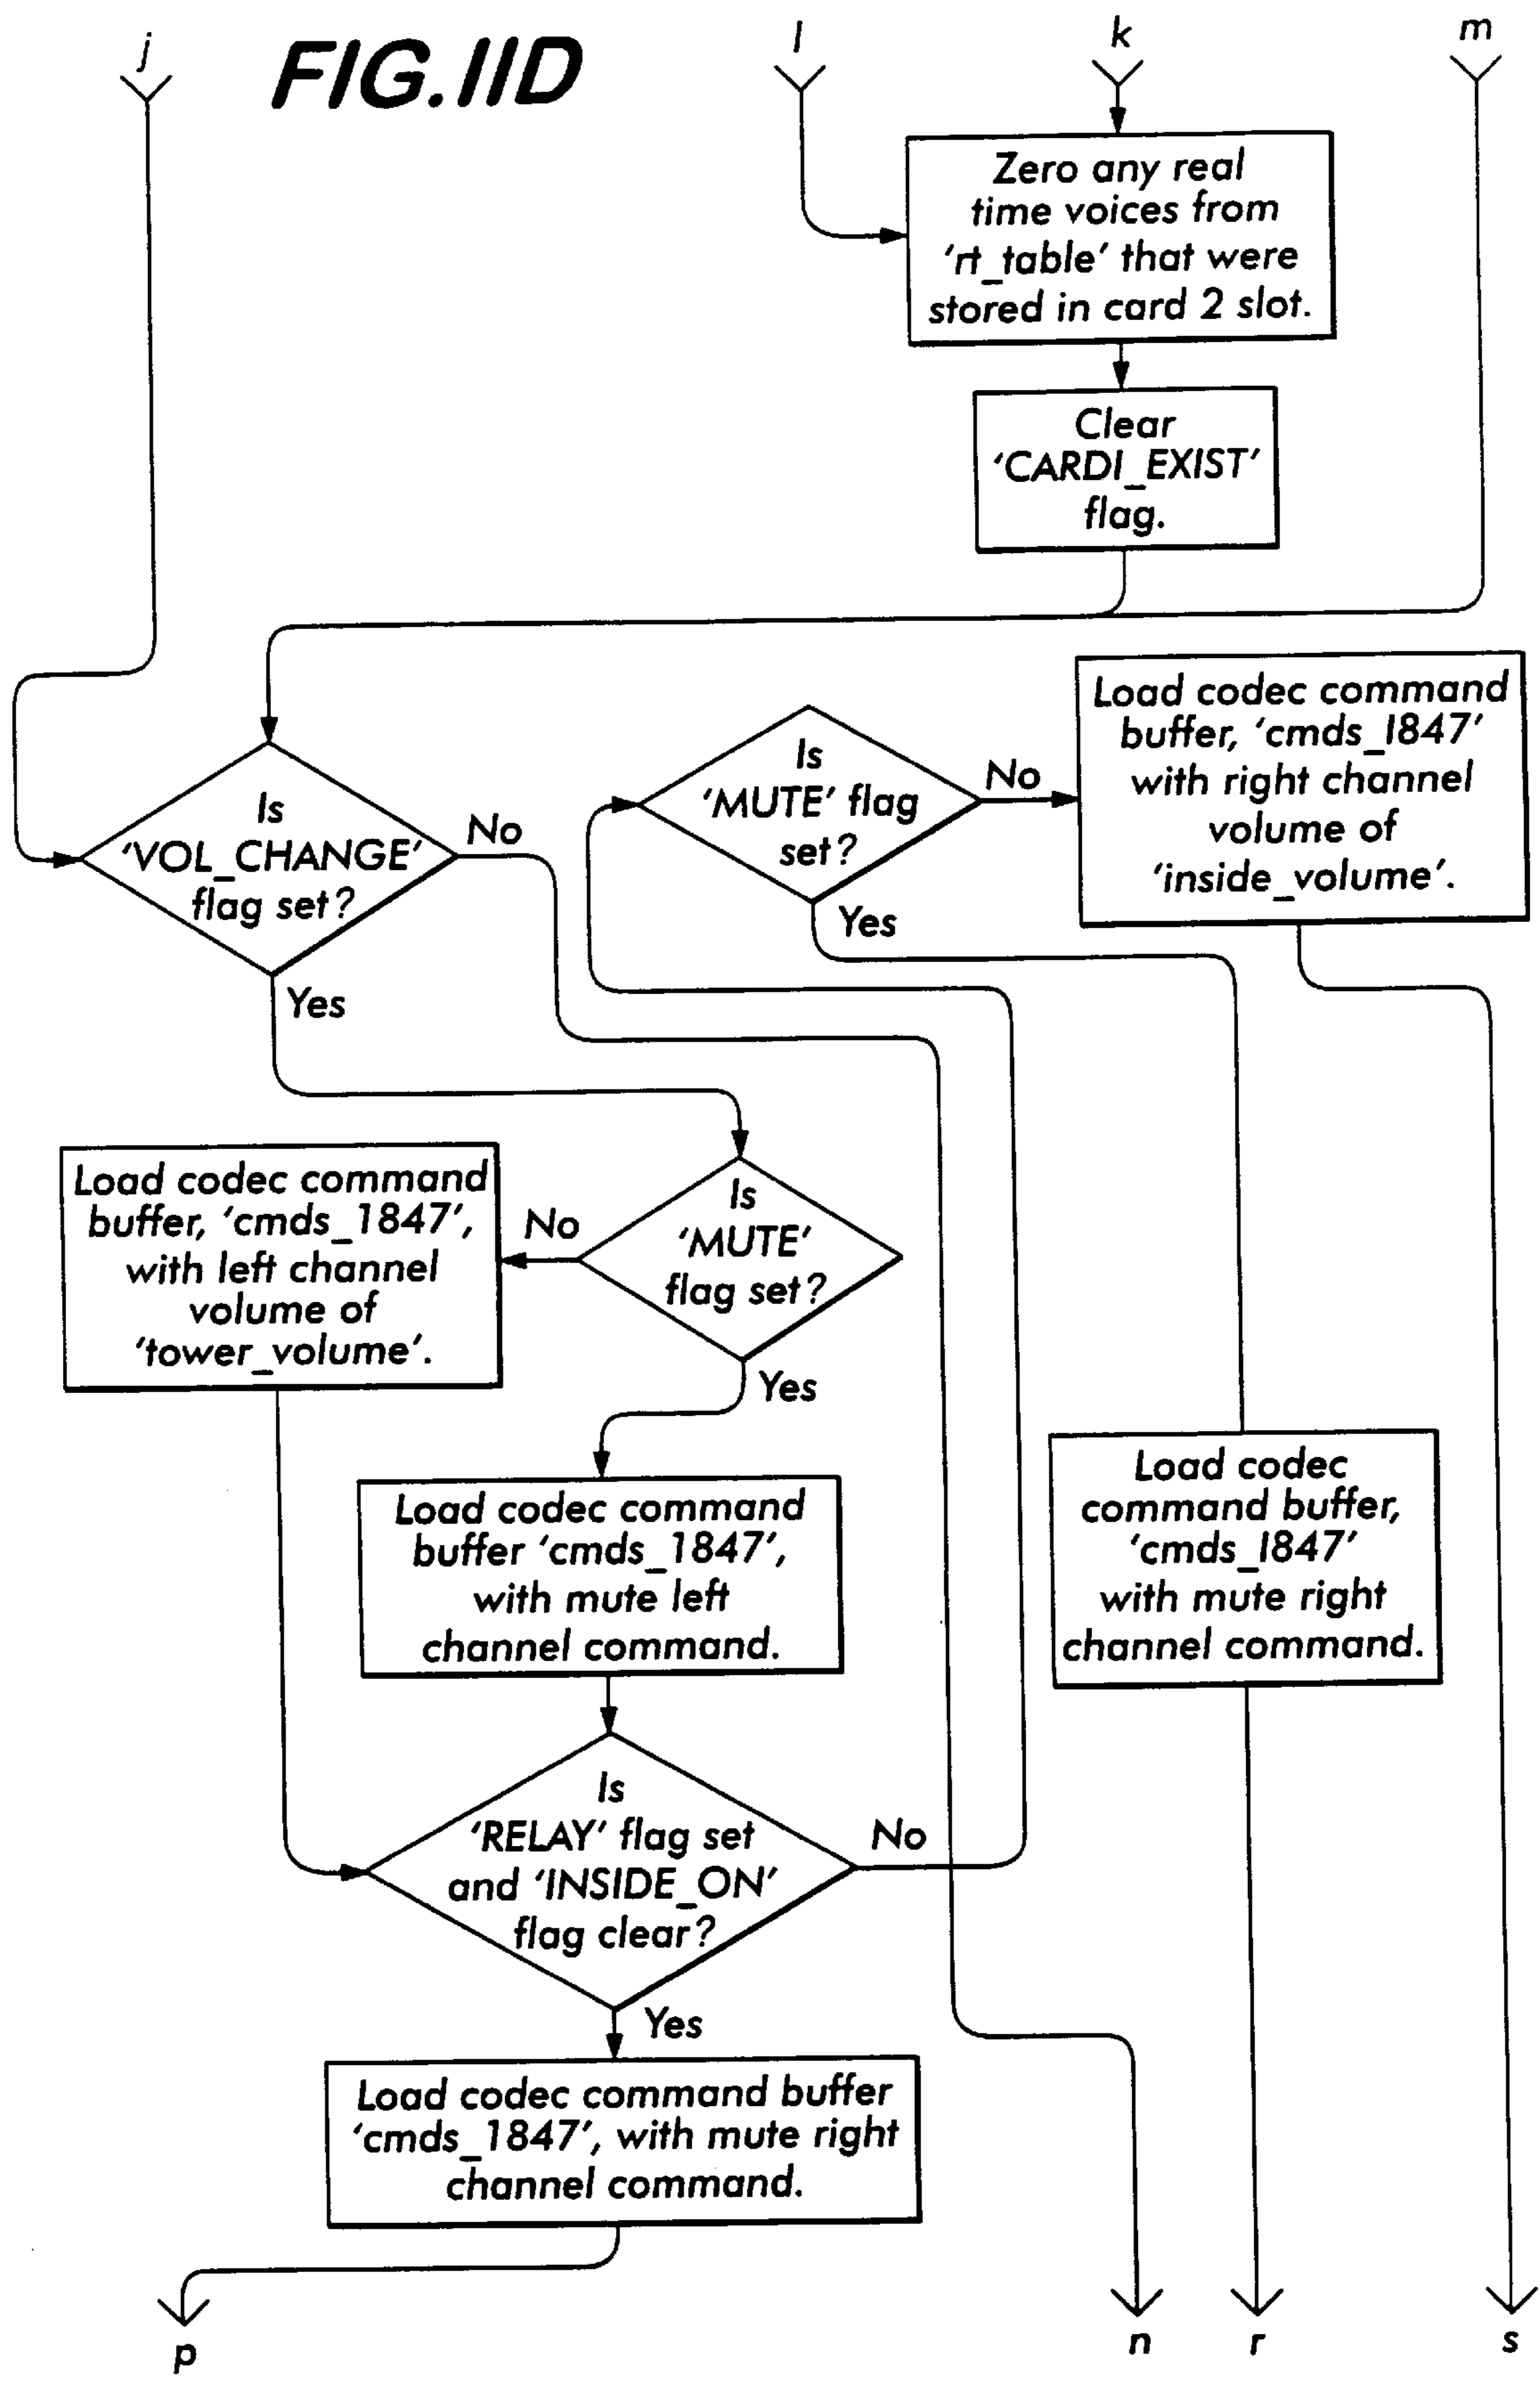 j
FIG.11D
l
k
m
Zero any real
time voices from
'rt_table' that were
stored in card 2 slot.
Clear
'CARD1_EXIST'
flag.
Is
'VOL_CHANGE'
flag set?
No
Yes
Is
'MUTE' flag
set?
No
Yes
Load codec command
buffer, 'cmds_1847'
with right channel
volume of
'inside_volume'.
Load codec command
buffer, 'cmds_1847',
with left channel
volume of
'tower_volume'.
No
Is
'MUTE'
flag set?
Yes
Load codec command
buffer 'cmds_1847',
with mute left
channel command.
Load codec
command buffer,
'cmds_1847'
with mute right
channel command.
Is
'RELAY' flag set
and 'INSIDE_ON'
flag clear?
No
Yes
Load codec command buffer
'cmds_1847', with mute right
channel command.
p
n
r
s